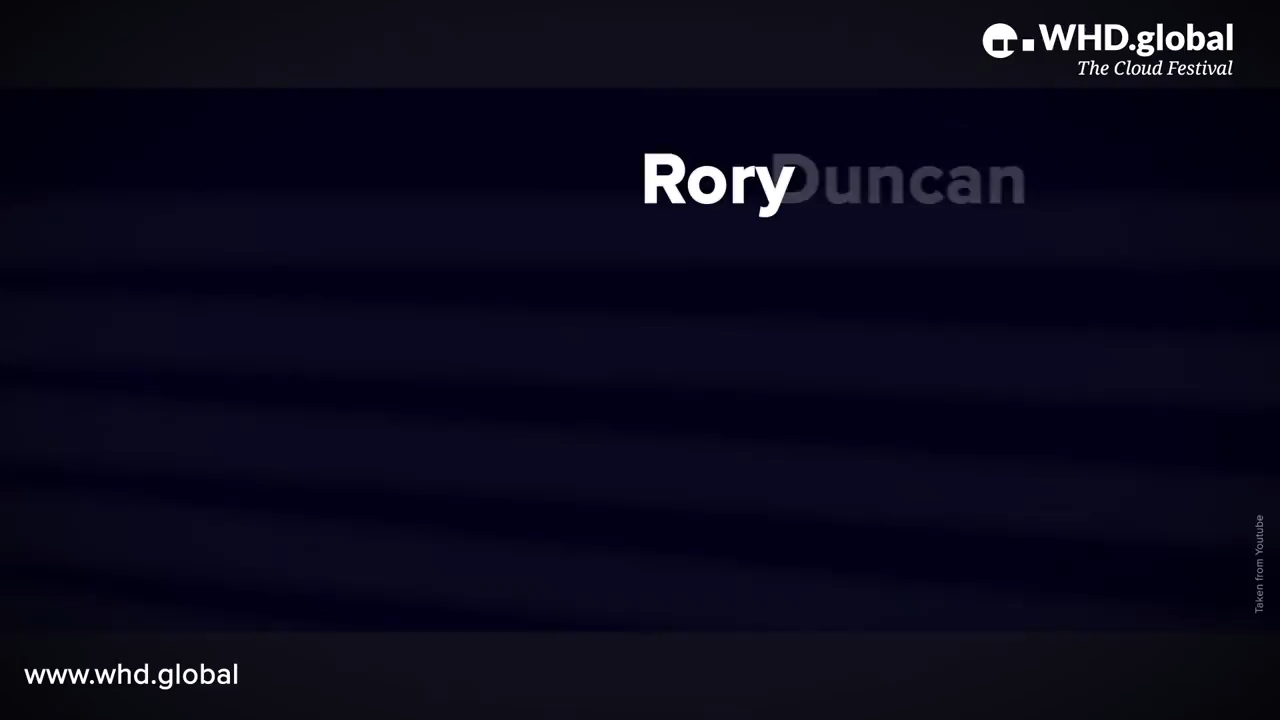 WHD.global
The Cloud Festival
Rory Duncan
Taken from Youtube
www.whd.global